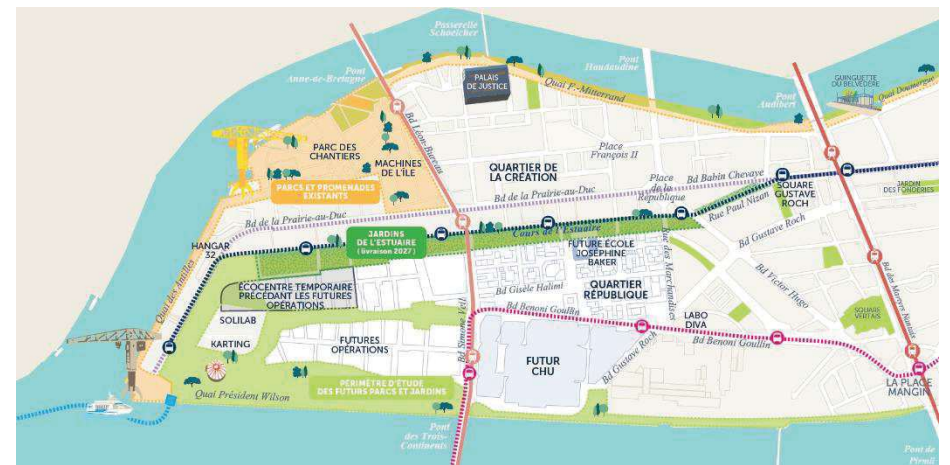 Passerelle
Schoelcher
Pont
Anne-de-Bretagne
Pont
Haudaudine
PALAIS
DE JUSTICE
Quai F.-Mitterrand
Pont
Audibert
GUINGUETTE
DU BELVÉDÈRE
Quai Doumergue
Bd Léon-Bureau
PARC DES
CHANTIERS
MACHINES
DE L'ÎLE
PARCS ET PROMENADES
EXISTANTS
QUARTIER DE
LA CRÉATION
Place
François II
Bd Babin Chevaye
Place
de la
République
Bd de la Prairie-au-Duc
Bd de la Prairie-au-Duc
Rue Paul Nizan
SQUARE
GUSTAVE
ROCH
JARDIN
DES FONDERIES
Bd Gustave Roch
HANGAR
32
JARDINS
DE L'ESTUAIRE
(livraison 2027)
Cours de l'Estuaire
FUTURE ÉCOLE
JOSÉPHINE
BAKER
Rue des Marchandises
Bd Victor Hugo
Bd des Martyrs Nantais
Quai des Antilles
ÉCOCENTRE TEMPORAIRE
PRÉCÉDANT LES FUTURES
OPÉRATIONS
Bd Gisèle Halimi
QUARTIER
RÉPUBLIQUE
SOLILAB
Bd Benoni Goullin
LABO
DIVA
SQUARE
VERTAIS
KARTING
FUTURES
OPÉRATIONS
Bd Simone Veil
FUTUR
CHU
Bd Gustave Roch
Bd Benoni Goullin
LA PLACE
MANGIN
PÉRIMÈTRE D'ÉTUDE
DES FUTURS PARCS ET JARDINS
Quai Président Wilson
Pont
des Trois-
Continents
Pont de
Pirmil